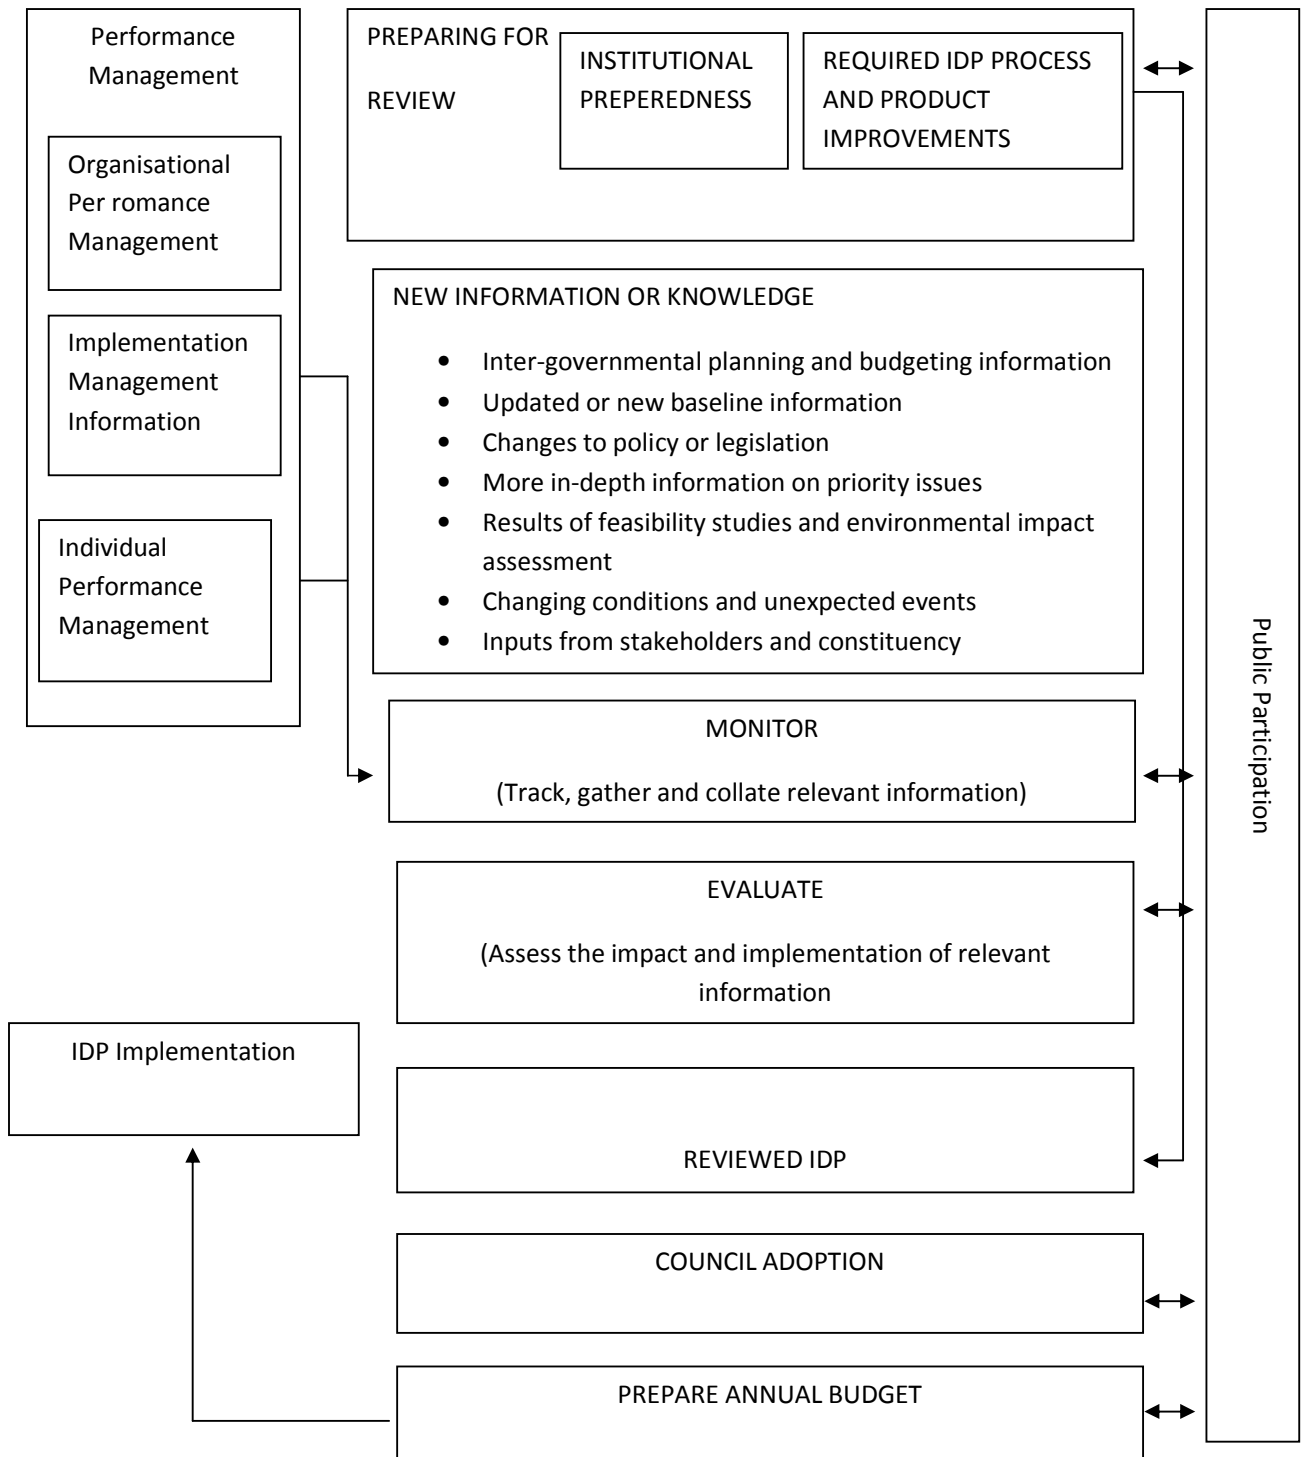 Performance
Management
Organisational
Per romance
Management
Implementation
Management
Information
Individual
Performance
Management
PREPARING FOR
REVIEW
INSTITUTIONAL
PREPEREDNESS
REQUIRED IDP PROCESS
AND PRODUCT
IMPROVEMENTS
NEW INFORMATION OR KNOWLEDGE
• Inter-governmental planning and budgeting information
• Updated or new baseline information
• Changes to policy or legislation
• More in-depth information on priority issues
• Results of feasibility studies and environmental impact
assessment
• Changing conditions and unexpected events
• Inputs from stakeholders and constituency
MONITOR
(Track, gather and collate relevant information)
EVALUATE
(Assess the impact and implementation of relevant
information
IDP Implementation
REVIEWED IDP
COUNCIL ADOPTION
PREPARE ANNUAL BUDGET
Public Participation